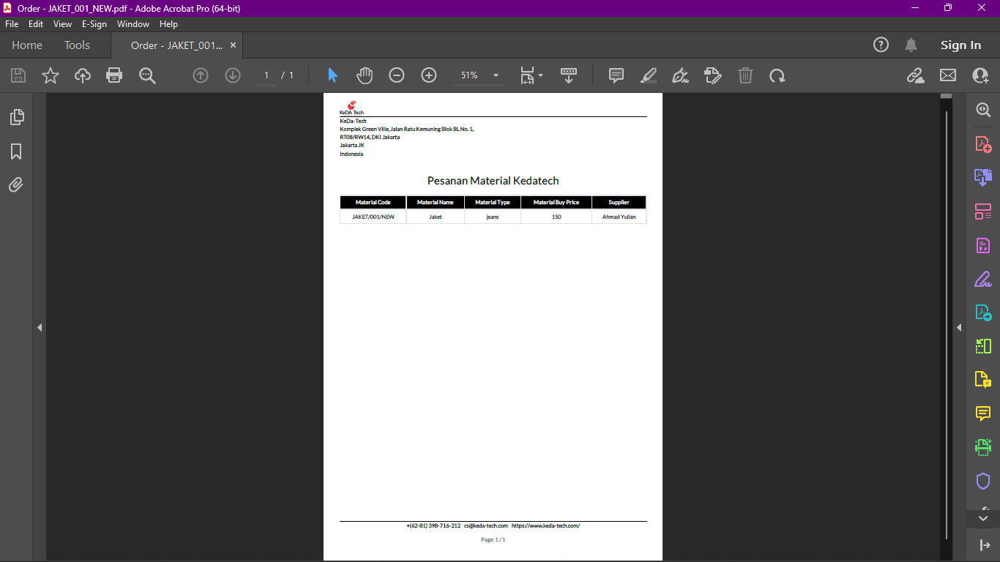 Order - JAKET_001_NEW.pdf - Adobe Acrobat Pro (64-bit)
File Edit View E-Sign Window Help
Home Tools Order - JAKET_001... × Sign In
1 / 1 51%
KeDA Tech
KeDa-Tech
Komplek Green Ville, Jalan Ratu Kemuning Blok BL No. 1,
RT08/RW14, DKI Jakarta
Jakarta JK
Indonesia
Pesanan Material Kedatech
Material Code Material Name Material Type Material Buy Price Supplier
JAKET/001/NEW Jaket jeans 150 Ahmad Yulian
+(62-81) 398-716-212 cs@keda-tech.com https://www.keda-tech.com/
Page: 1 / 1